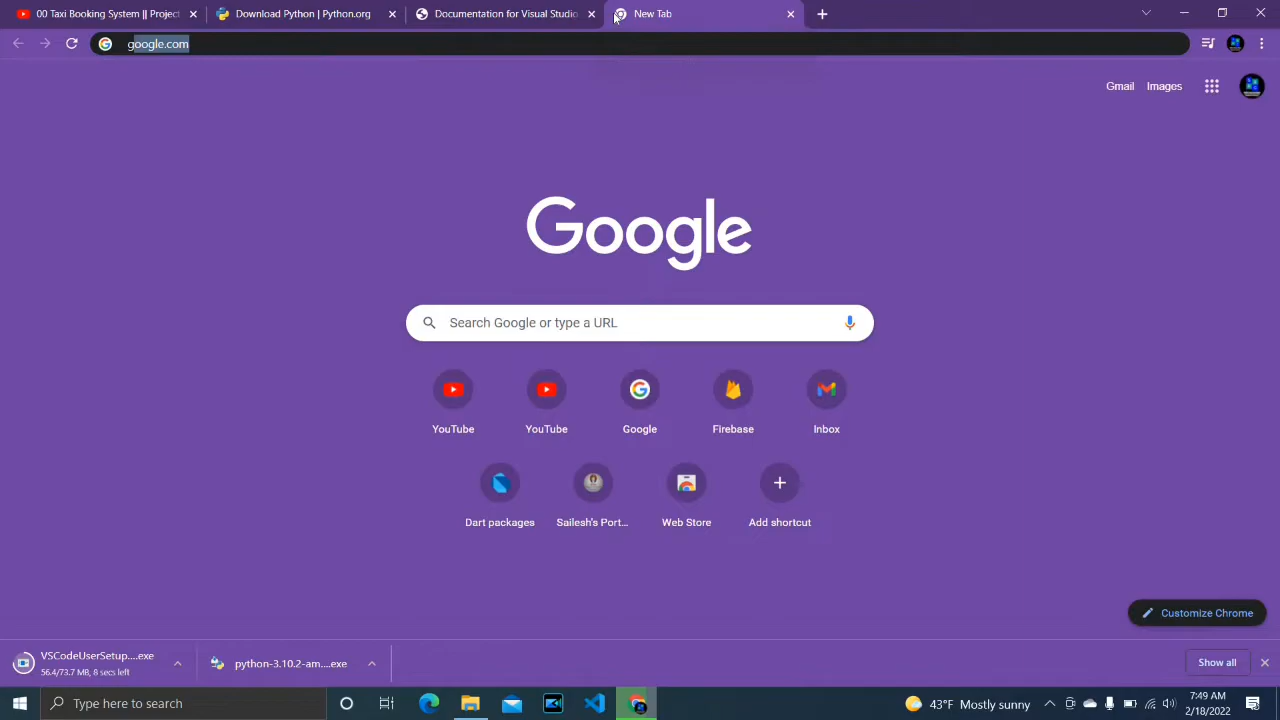 00 Taxi Booking System || Project
Download Python | Python.org
Documentation for Visual Studio
New Tab
google.com
Gmail
Images
Google
Search Google or type a URL
YouTube
YouTube
Google
Firebase
Inbox
Dart packages
Sailesh's Port...
Web Store
Add shortcut
Customize Chrome
VSCodeUserSetup....exe
56.4/73.7 MB, 8 secs left
python-3.10.2-am....exe
Show all
Type here to search
43°F Mostly sunny
7:49 AM
2/18/2022